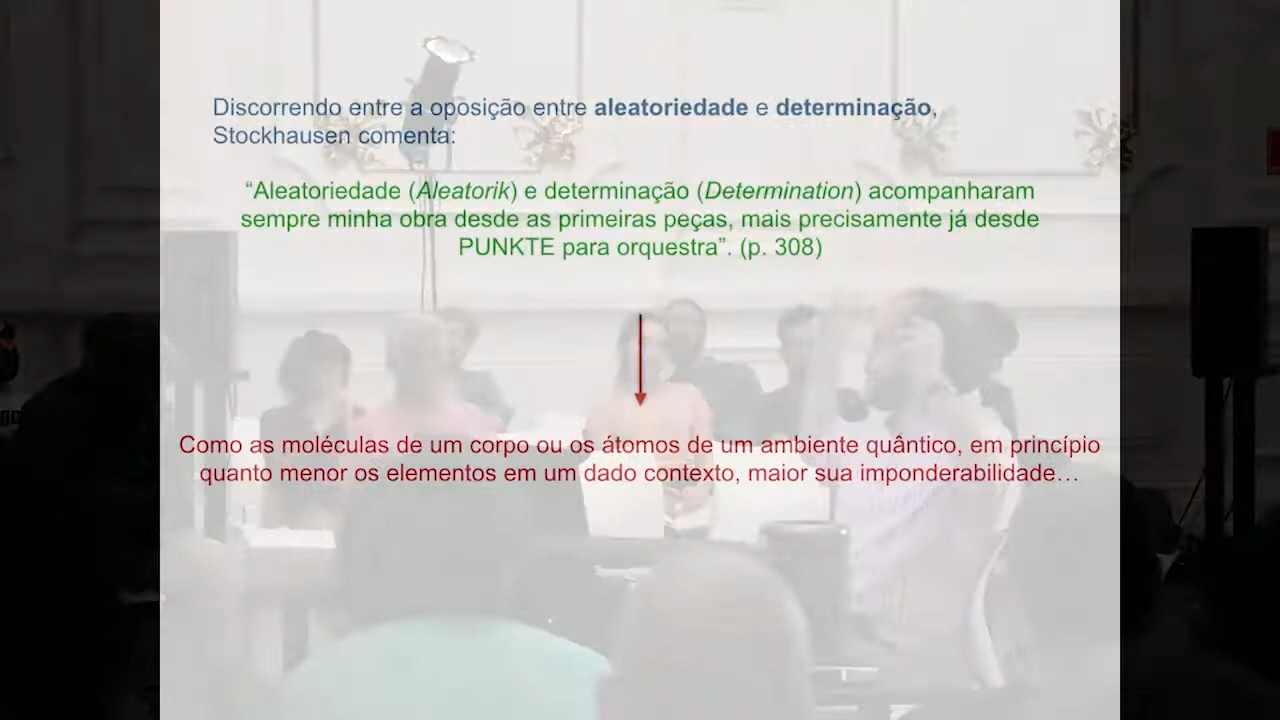 Discorrendo entre a oposição entre aleatoriedade e determinação,
Stockhausen comenta:
“Aleatoriedade (Aleatorik) e determinação (Determination) acompanharam
sempre minha obra desde as primeiras peças, mais precisamente já desde
PUNKTE para orquestra”. (p. 308)
Como as moléculas de um corpo ou os átomos de um ambiente quântico, em princípio
quanto menor os elementos em um dado contexto, maior sua imponderabilidade…